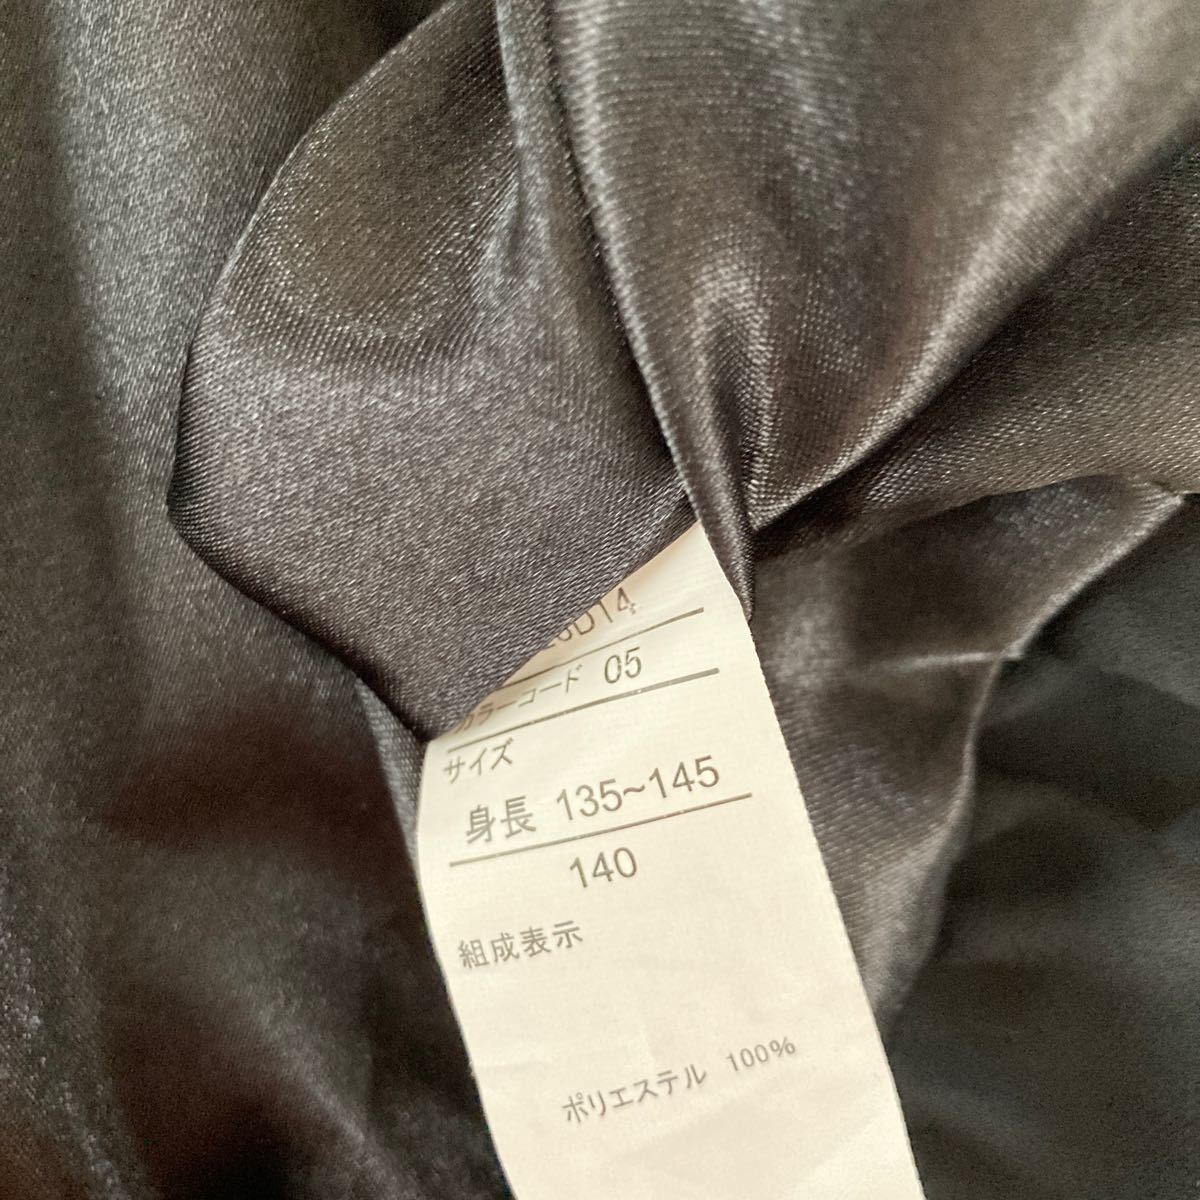 カラーコード 05
サイズ
身長 135~145
140
組成表示
ポリエステル 100%